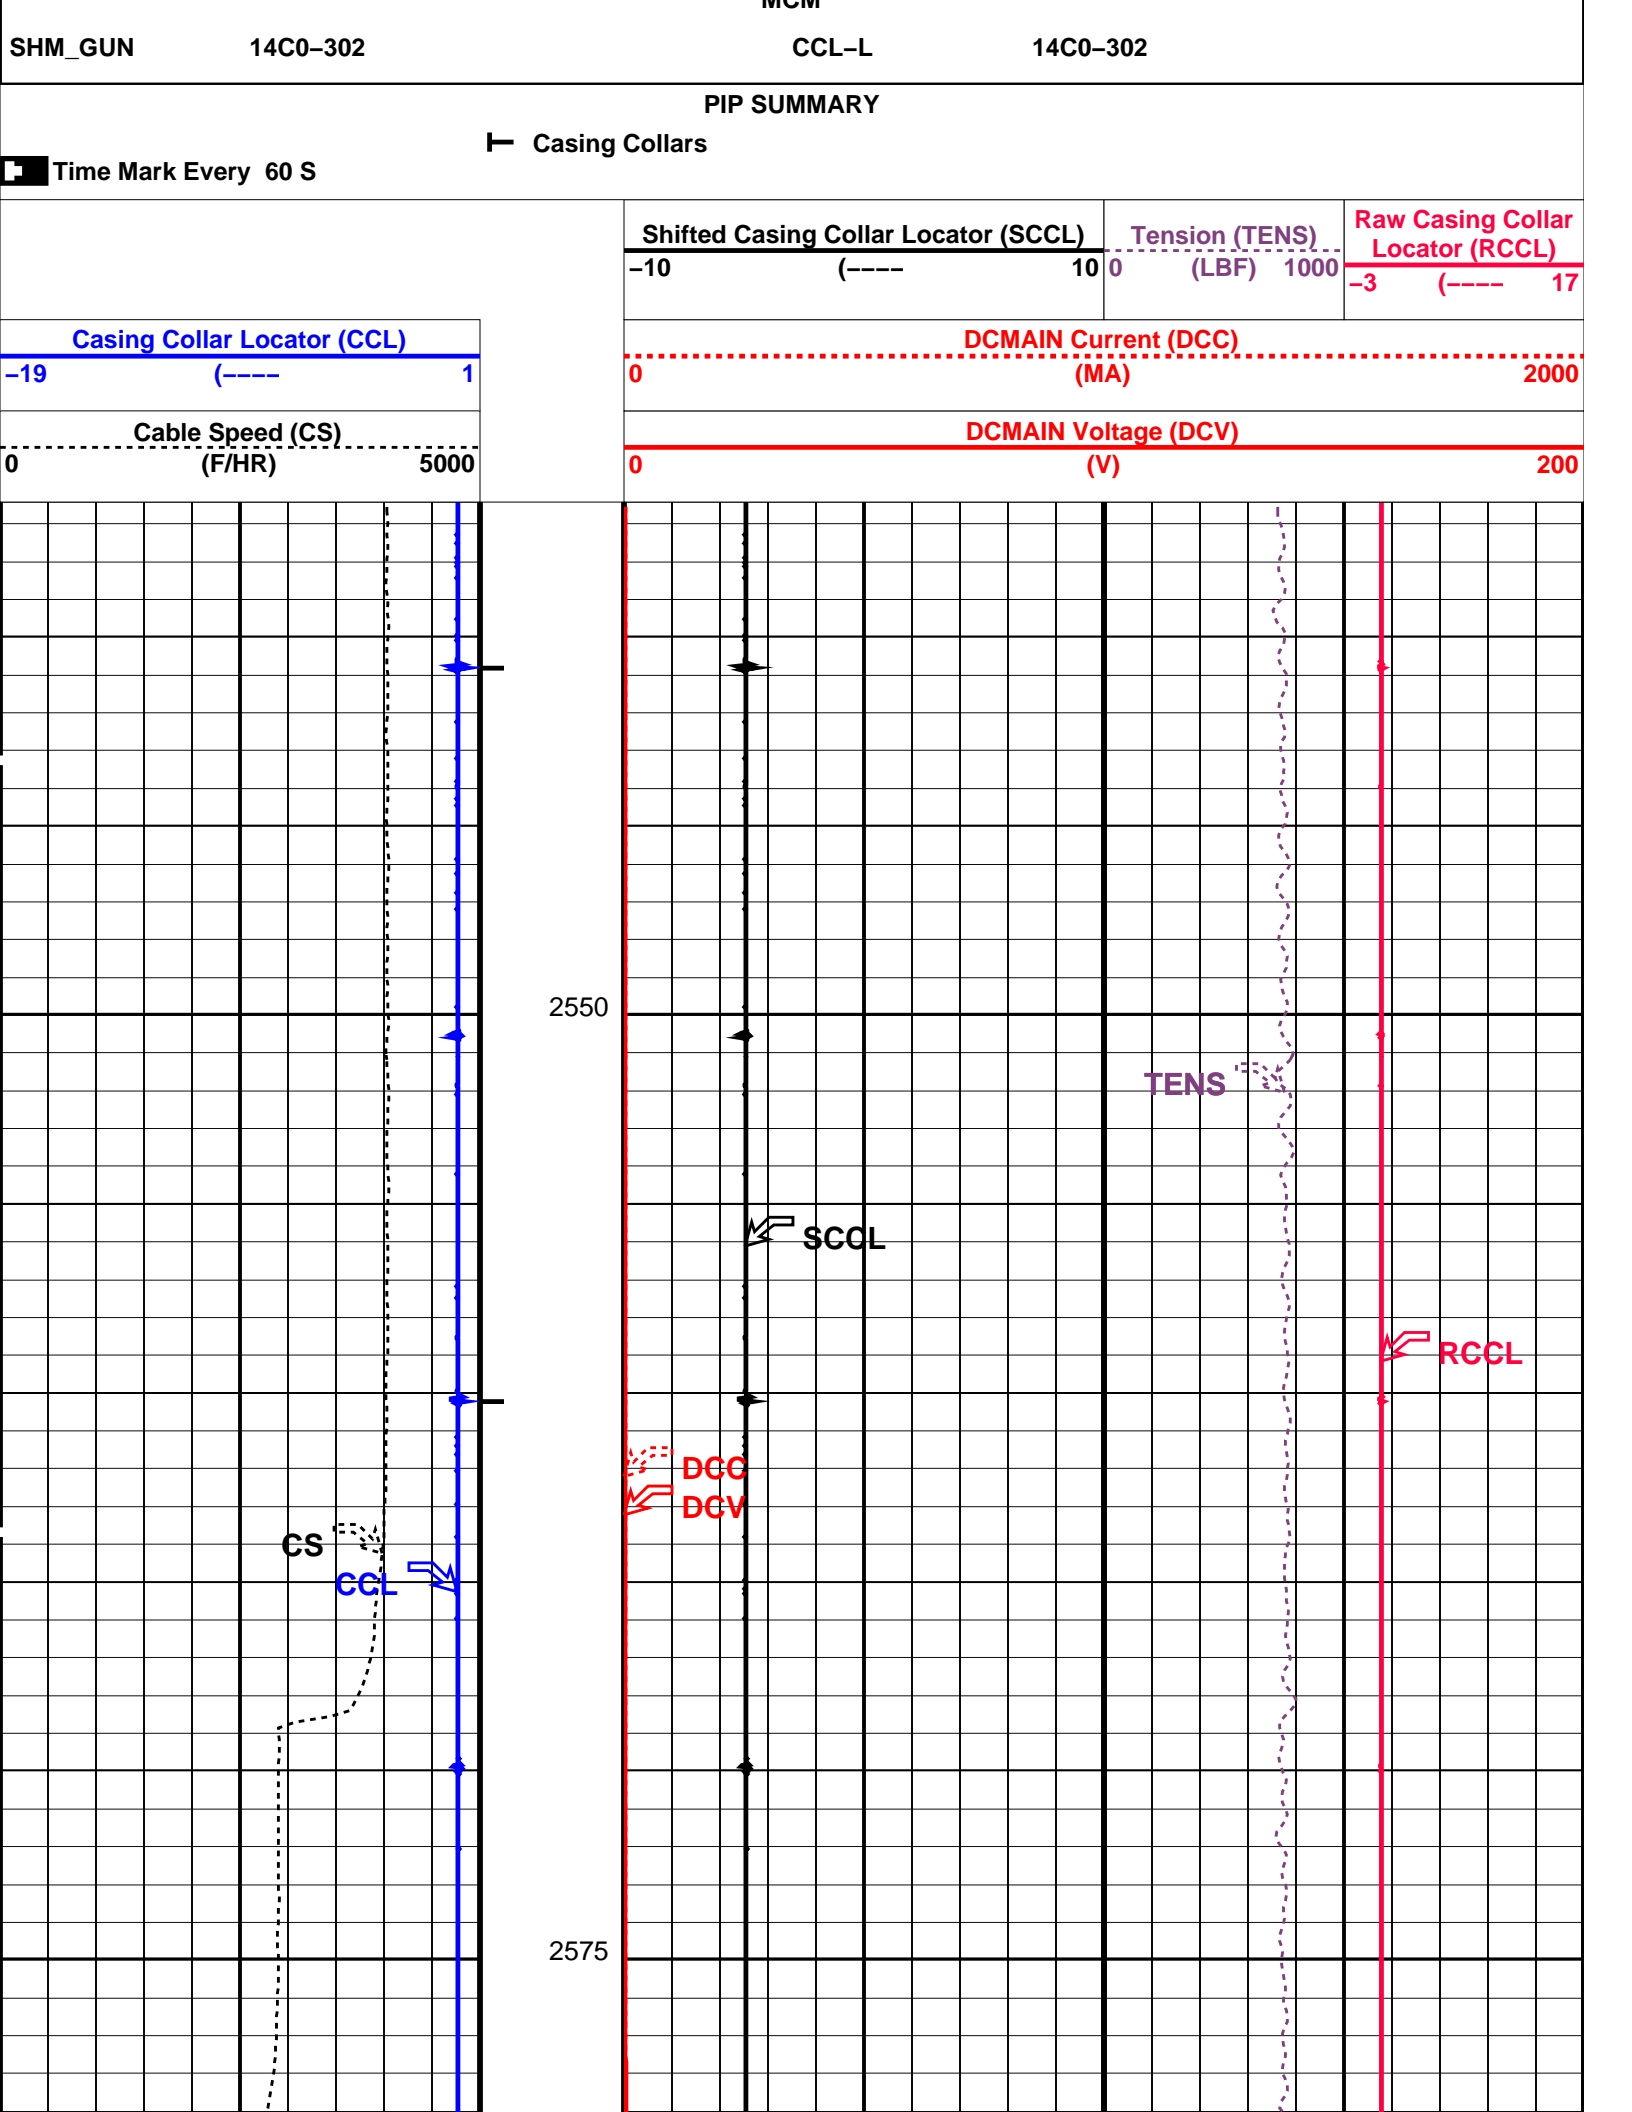 MCM
SHM_GUN 14C0–302 CCL–L 14C0–302
PIP SUMMARY
Casing Collars
Time Mark Every 60 S
Shifted Casing Collar Locator (SCCL)
–10 (–––– 10
Tension (TENS)
0 (LBF) 1000
Raw Casing Collar
Locator (RCCL)
–3 (–––– 17
Casing Collar Locator (CCL)
–19 (–––– 1
DCMAIN Current (DCC)
0 (MA) 2000
Cable Speed (CS)
0 (F/HR) 5000
DCMAIN Voltage (DCV)
0 (V) 200
2550
TENS
SCCL
RCCL
DCC
DCV
CS
CCL
2575